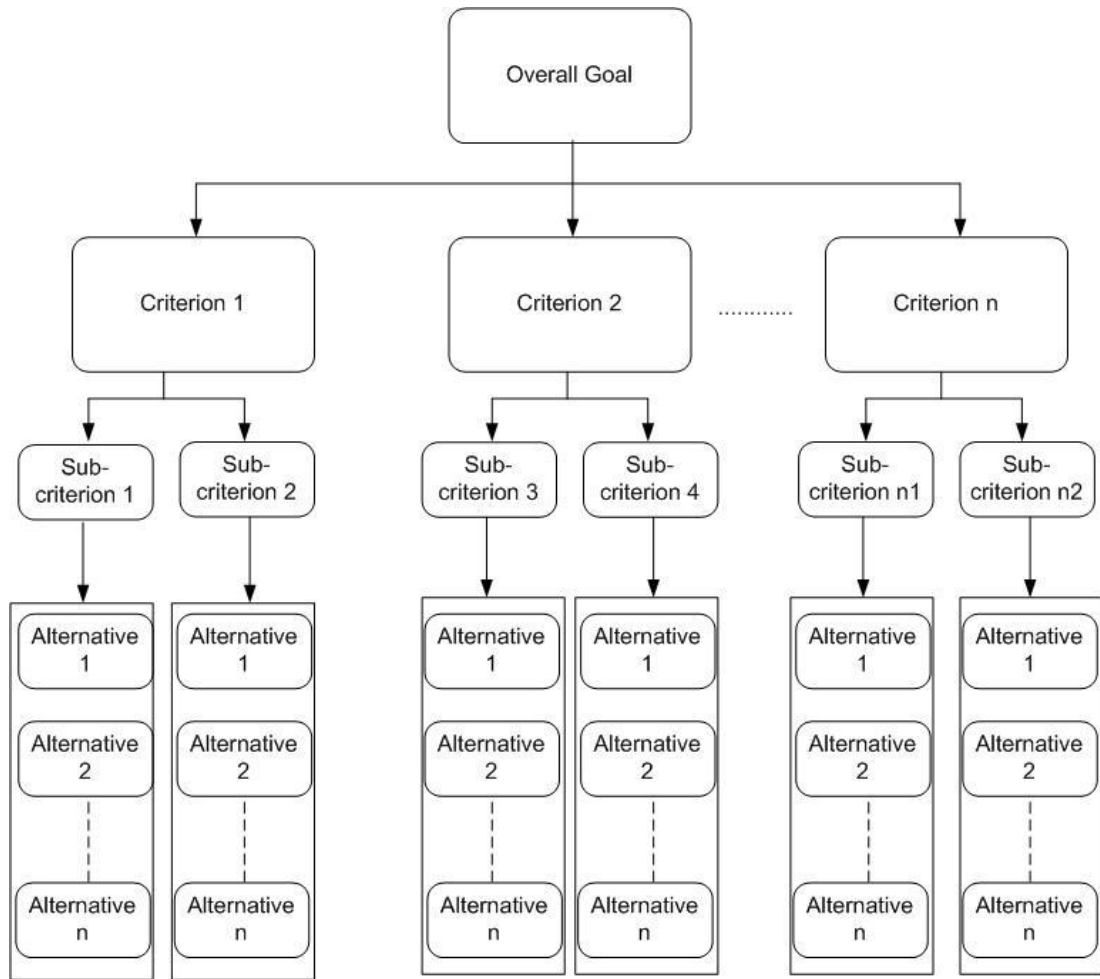 Overall Goal
Criterion 1
Criterion 2
............
Criterion n
Sub-
criterion 1
Sub-
criterion 2
Sub-
criterion 3
Sub-
criterion 4
Sub-
criterion n1
Sub-
criterion n2
Alternative
1
Alternative
1
Alternative
1
Alternative
1
Alternative
1
Alternative
1
Alternative
2
Alternative
2
Alternative
2
Alternative
2
Alternative
2
Alternative
2
Alternative
n
Alternative
n
Alternative
n
Alternative
n
Alternative
n
Alternative
n